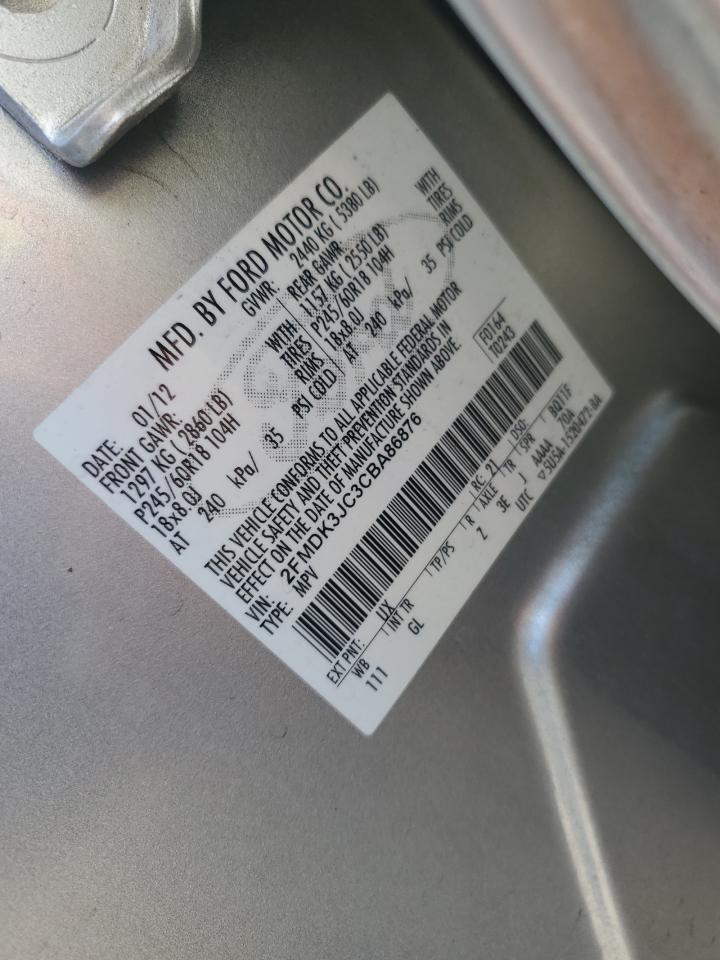 MFD. BY FORD MOTOR CO.
DATE: 01/12 GVWR: 2440 KG ( 5380 LB)
FRONT GAWR: REAR GAWR:
1297 KG ( 2860 LB) WITH 1157 KG ( 2550 LB) WITH
P245/60R18 104H TIRES P245/60R18 104H TIRES
18x8.0J RIMS 18x8.0J RIMS
AT 240 kPa/ 35 PSI COLD AT 240 kPa/ 35 PSI COLD
THIS VEHICLE CONFORMS TO ALL APPLICABLE FEDERAL MOTOR
VEHICLE SAFETY AND THEFT PREVENTION STANDARDS IN
EFFECT ON THE DATE OF MANUFACTURE SHOWN ABOVE.
VIN: 2FMDK3JC3CBA86876
TYPE: MPV
F0164
T0243
EXT PNT: UX RC: 21 DSO:
WB INT TR TP/PS R AXLE TR SPR
111 GL Z 3E J AAAA 70A
UTC